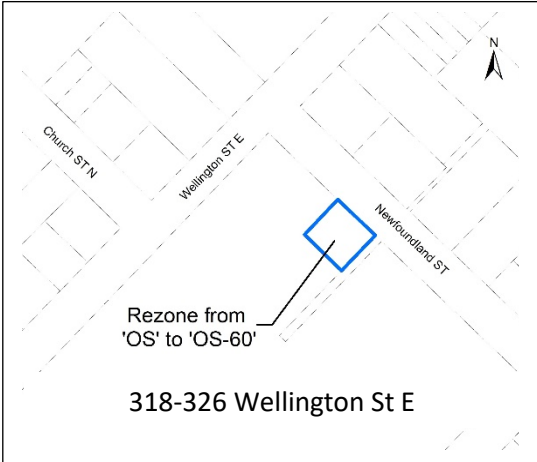 N
Church ST N
Wellington ST E
Newfoundland ST
Rezone from
'OS' to 'OS-60'
318-326 Wellington St E